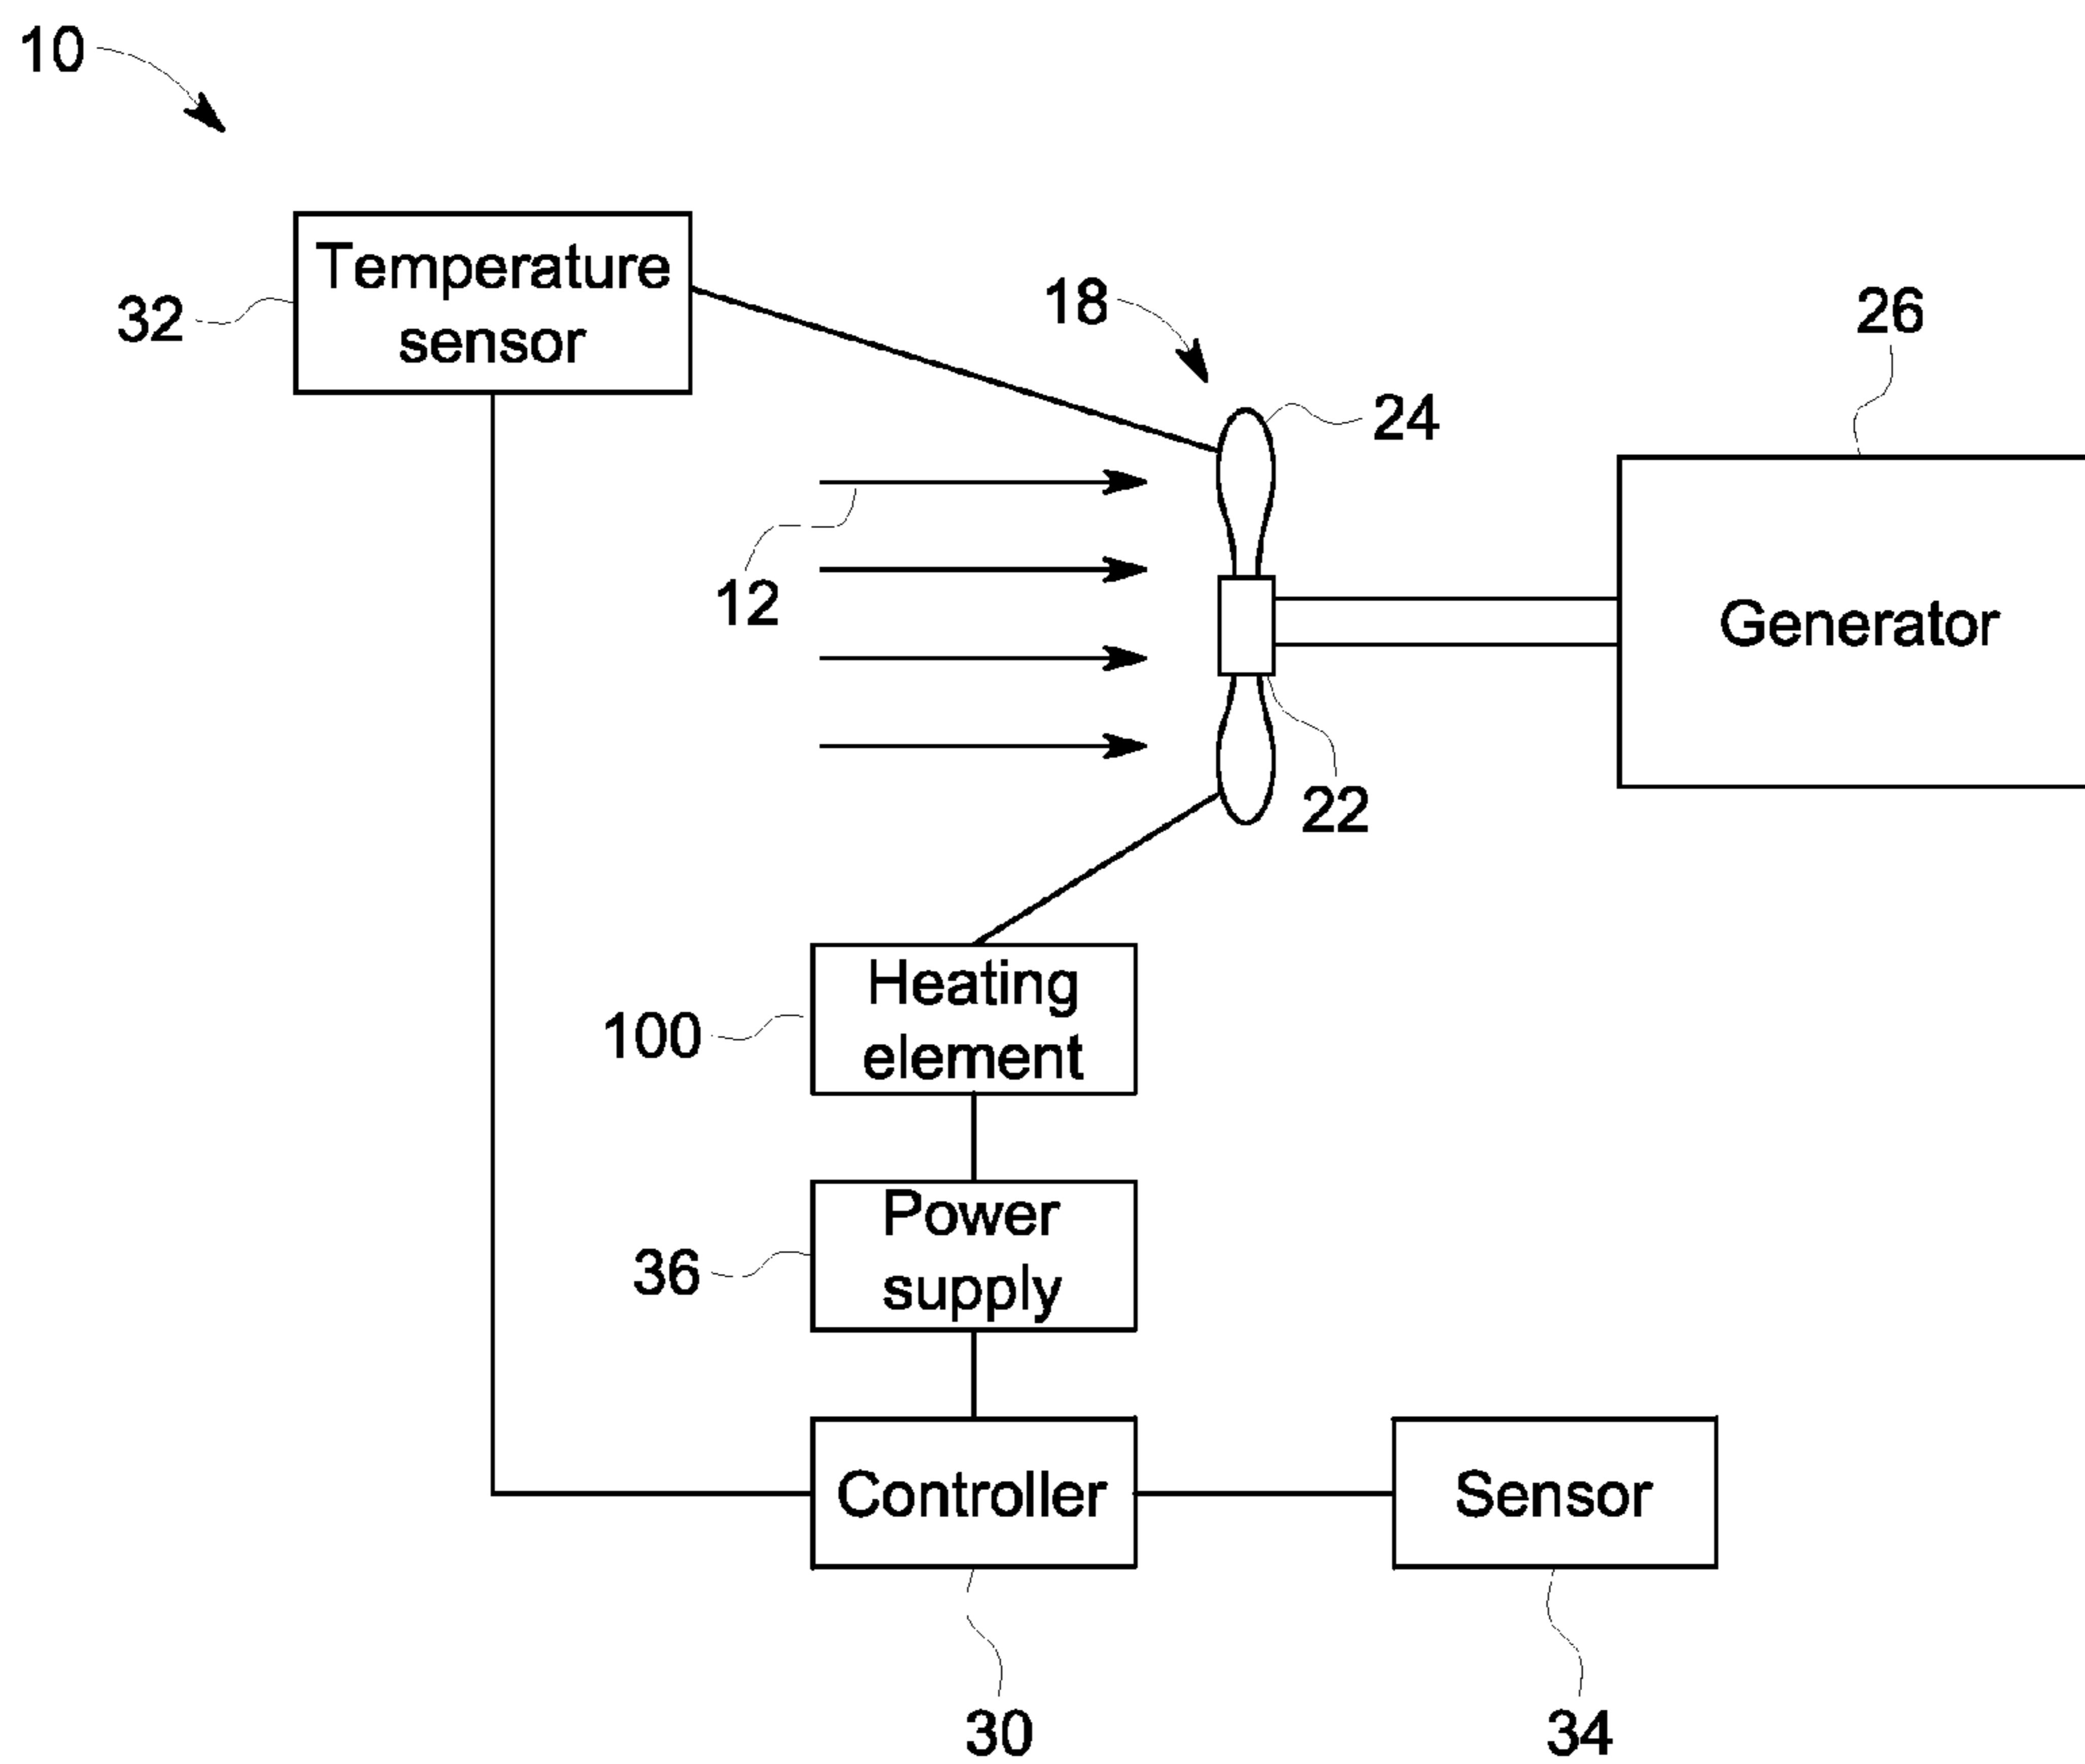 10
Temperature
sensor
32
18
26
24
12
Generator
22
Heating
element
100
Power
supply
36
Controller
Sensor
30
34